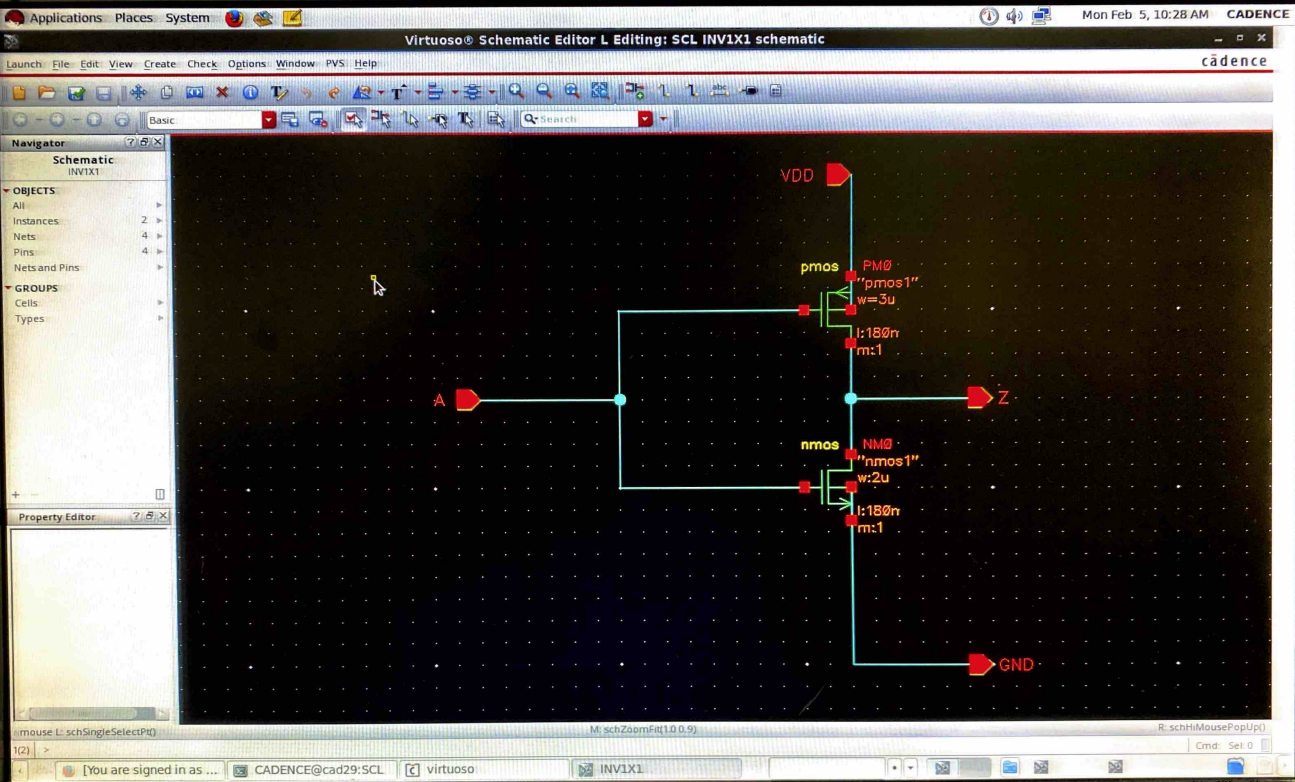 Applications Places System
Mon Feb 5, 10:28 AM CADENCE
Virtuoso® Schematic Editor L Editing: SCL INV1X1 schematic
Launch File Edit View Create Check Options Window PVS Help
cādence
abc
Basic
Search
Navigator
Schematic
INV1X1
OBJECTS
All
Instances 2
Nets 4
Pins 4
Nets and Pins
GROUPS
Cells
Types
Property Editor
VDD
pmos PM0
"pmos1"
w=3u
l:180n
m:1
A
Z
nmos NM0
"nmos1"
w:2u
l:180n
m:1
GND
mouse L: schSingleSelectPt()
M: schZoomFit(1.0 0.9)
R: schHiMousePopUp()
1(2) >
Cmd: Sel: 0
[You are signed in as ...
CADENCE@cad29:SCL
virtuoso
INV1X1